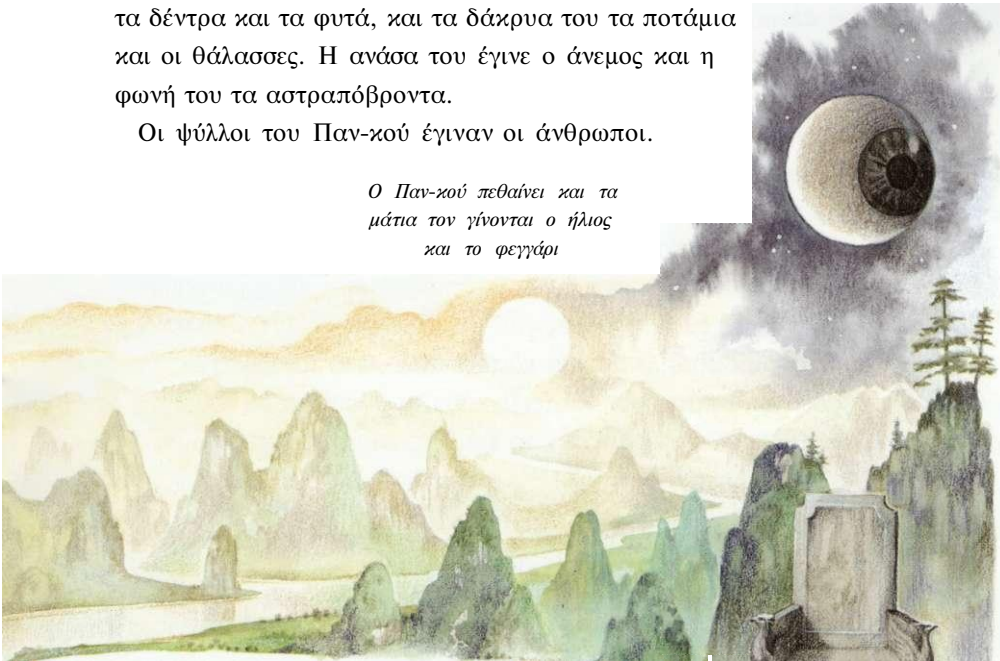 τα δέντρα και τα φυτά, και τα δάκρυα του τα ποτάμια
και οι θάλασσες. Η ανάσα του έγινε ο άνεμος και η
φωνή του τα αστραπόβροντα.
Οι ψύλλοι του Παν-κού έγιναν οι άνθρωποι.
Ο Παν-κού πεθαίνει και τα
μάτια τον γίνονται ο ήλιος
και το φεγγάρι